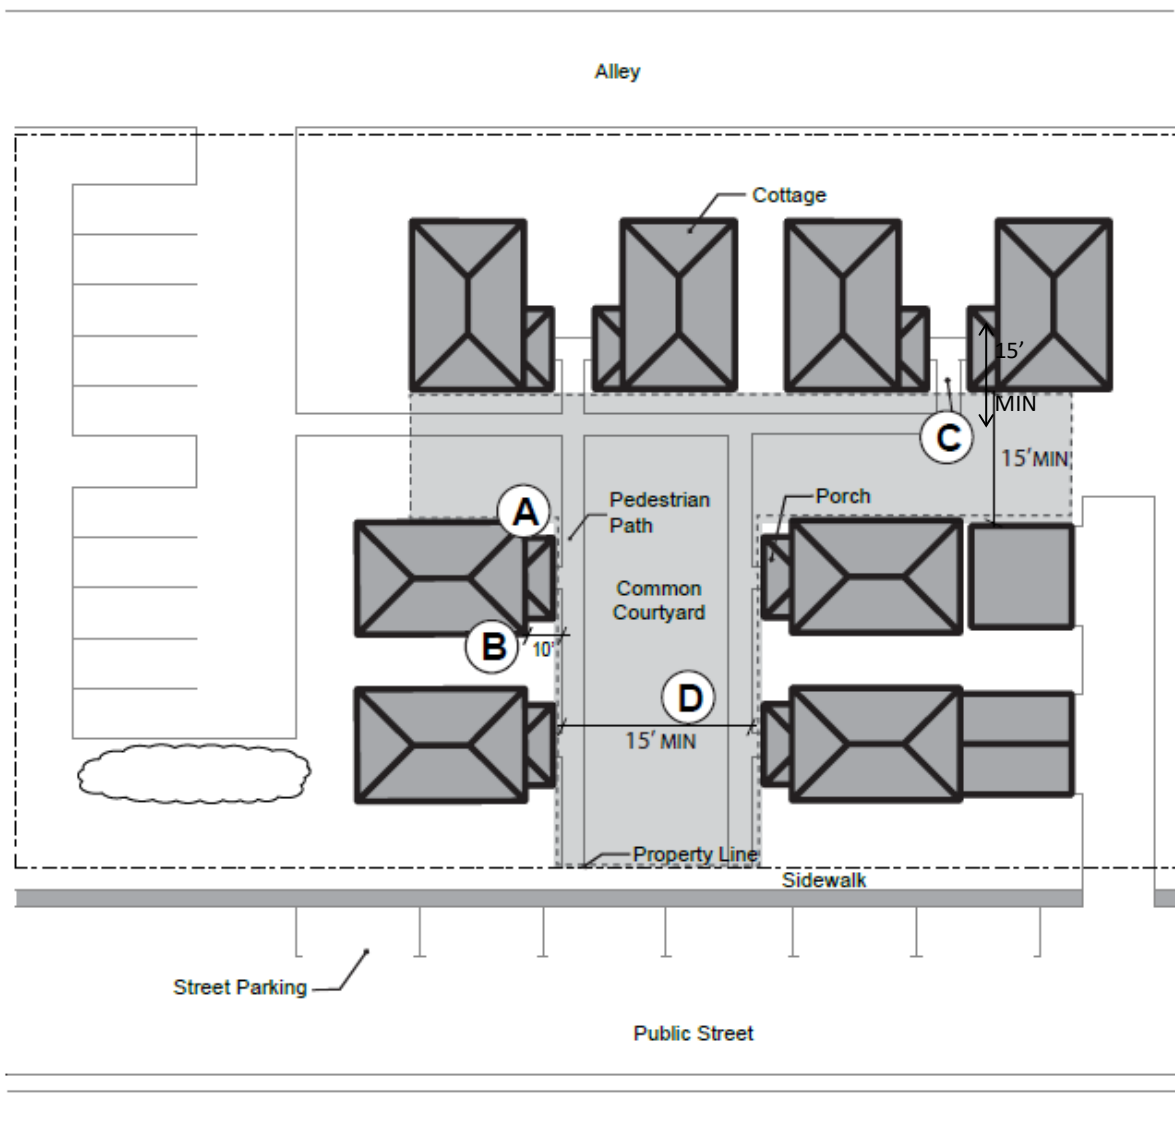 Alley
Cottage
15’
MIN
C
15’MIN
A
Pedestrian
Path
Porch
Common
Courtyard
B
10’
D
15’ MIN
Property Line
Sidewalk
Street Parking
Public Street